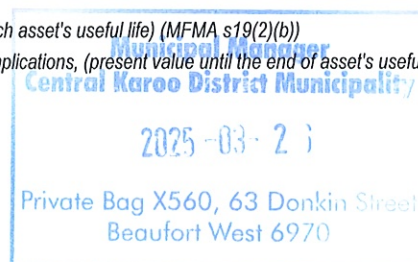 ch asset's useful life) (MFMA s19(2)(b))
plications, (present value until the end of asset's usefu
Municipal Manager
Central Karoo District Municipality
2025-03-2
Private Bag X560, 63 Donkin Street
Beaufort West 6970